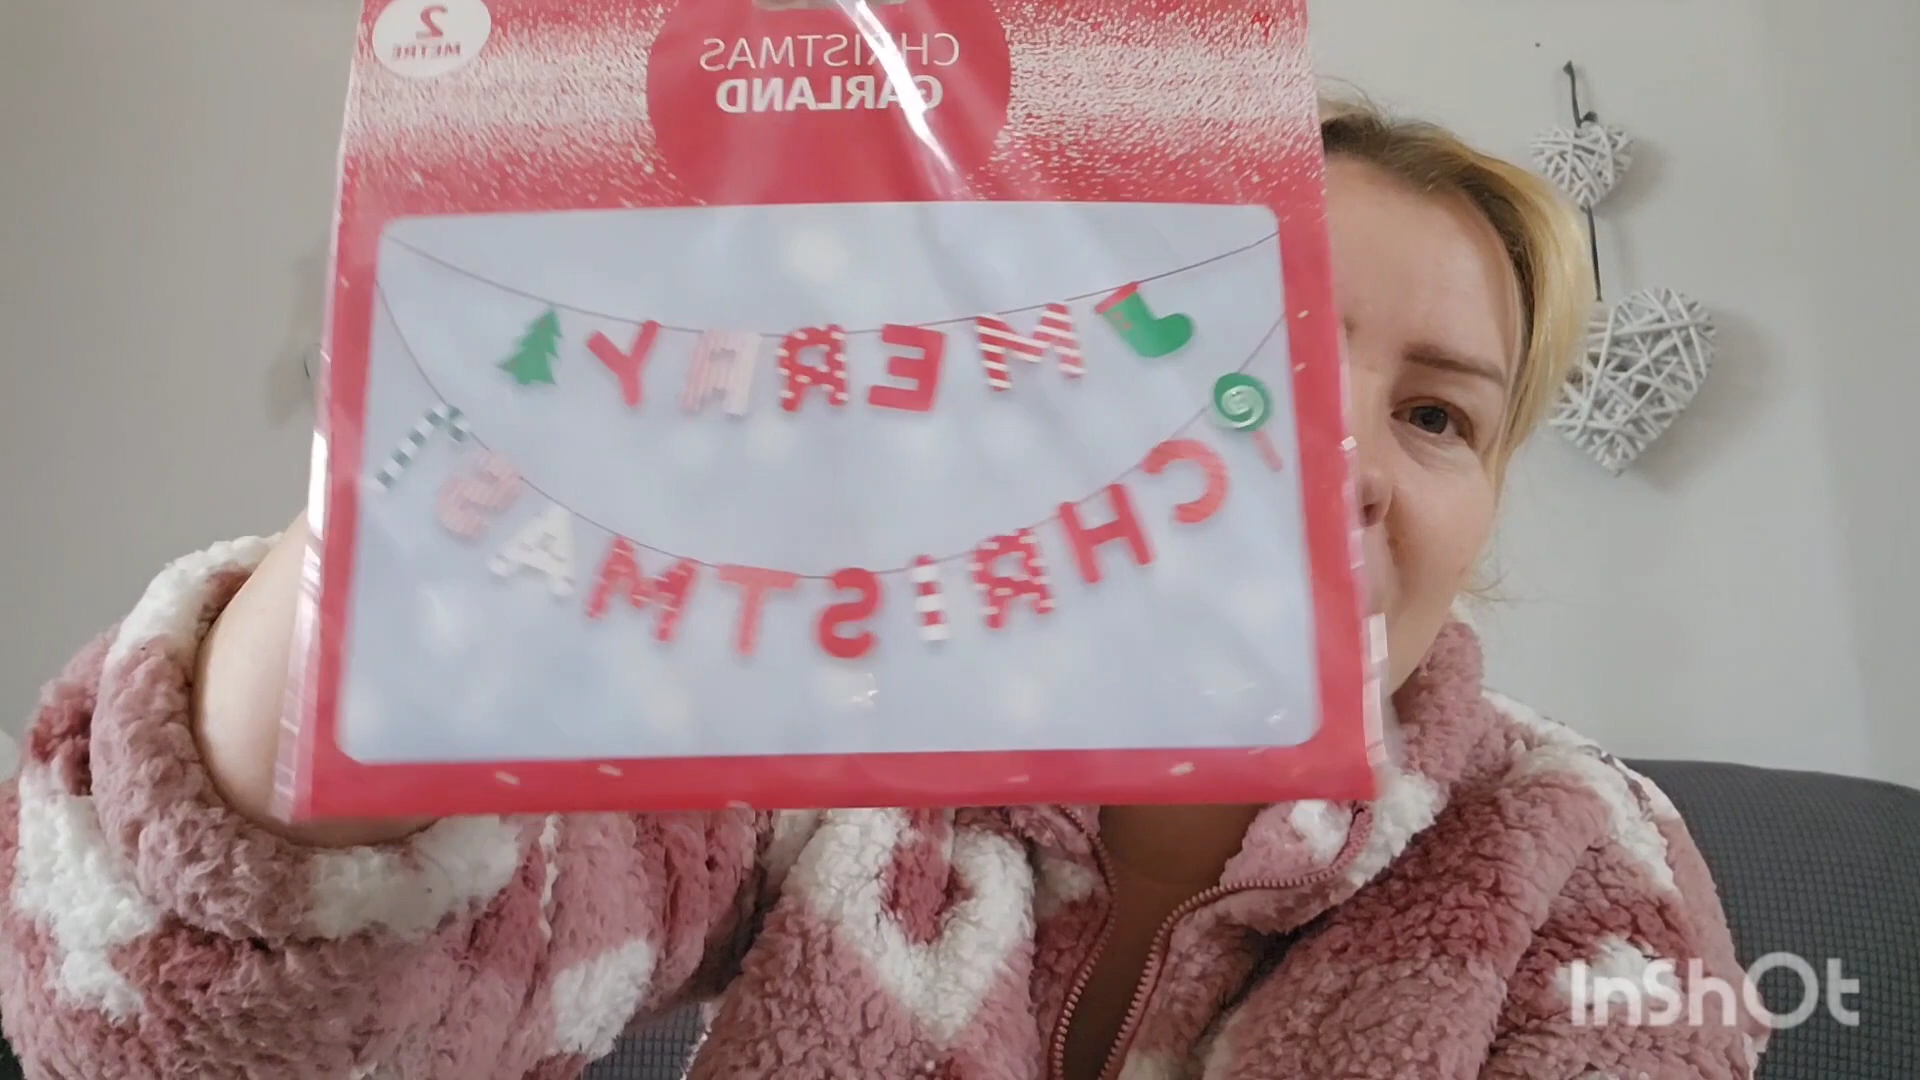 2
METRE
CHRISTMAS
GARLAND
MERRY
CHRISTMAS
InShOt